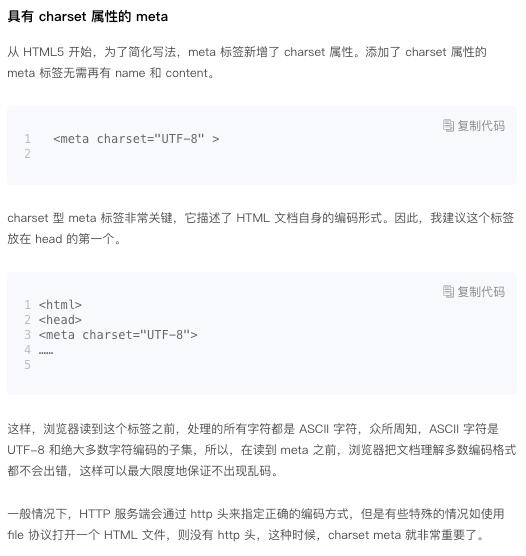 具有 charset 属性的 meta
从 HTML5 开始，为了简化写法，meta 标签新增了 charset 属性。添加了 charset 属性的
meta 标签无需再有 name 和 content。
复制代码
1 <meta charset="UTF-8" >
2
charset 型 meta 标签非常关键，它描述了 HTML 文档自身的编码形式。因此，我建议这个标签
放在 head 的第一个。
复制代码
1 <html>
2 <head>
3 <meta charset="UTF-8">
4 ……
5
这样，浏览器读到这个标签之前，处理的所有字符都是 ASCII 字符，众所周知，ASCII 字符是
UTF-8 和绝大多数字符编码的子集，所以，在读到 meta 之前，浏览器把文档理解多数编码格式
都不会出错，这样可以最大限度地保证不出现乱码。
一般情况下，HTTP 服务端会通过 http 头来指定正确的编码方式，但是有些特殊的情况如使用
file 协议打开一个 HTML 文件，则没有 http 头，这种时候，charset meta 就非常重要了。